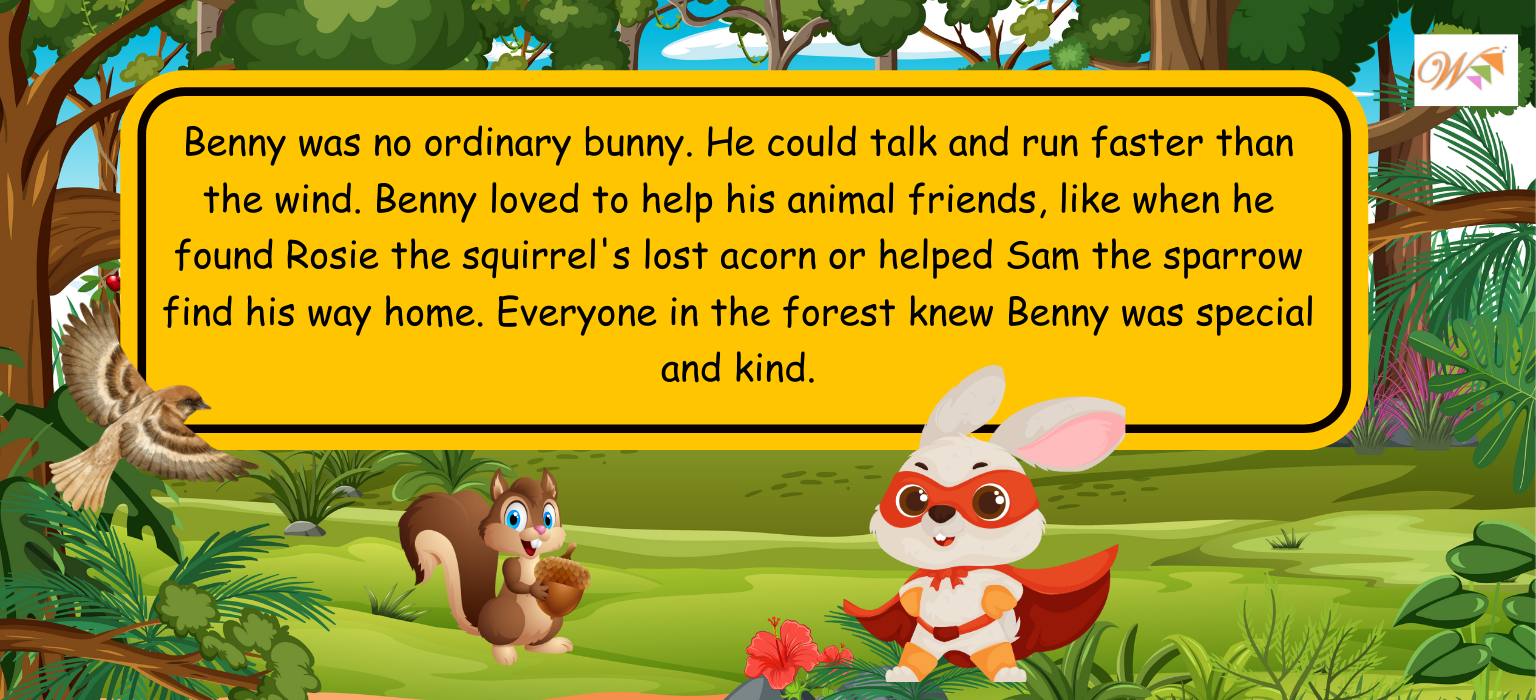 Benny was no ordinary bunny. He could talk and run faster than
the wind. Benny loved to help his animal friends, like when he
found Rosie the squirrel's lost acorn or helped Sam the sparrow
find his way home. Everyone in the forest knew Benny was special
and kind.
W